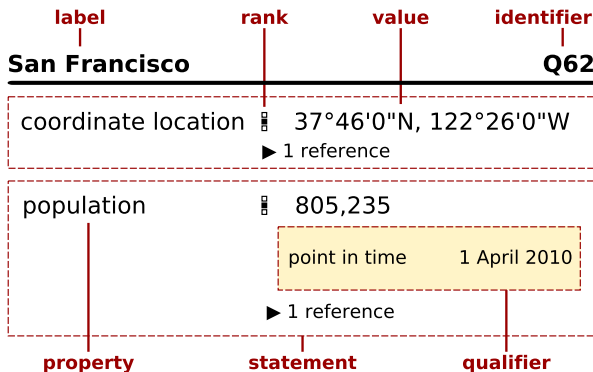 label rank value identifier
San Francisco Q62
coordinate location 37°46'0"N, 122°26'0"W
▶ 1 reference
population 805,235
point in time 1 April 2010
▶ 1 reference
property statement qualifier